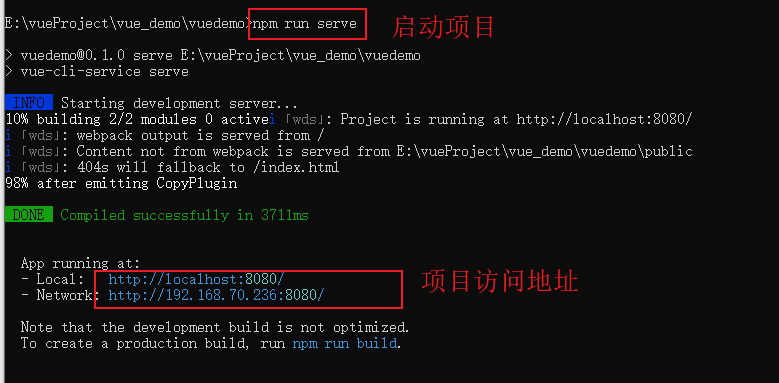 E:\vueProject\vue_demo\vuedemo>npm run serve
启动项目
> vuedemo@0.1.0 serve E:\vueProject\vue_demo\vuedemo
> vue-cli-service serve
INFO Starting development server...
10% building 2/2 modules 0 activei ｢wds｣: Project is running at http://localhost:8080/
i ｢wds｣: webpack output is served from /
i ｢wds｣: Content not from webpack is served from E:\vueProject\vue_demo\vuedemo\public
i ｢wds｣: 404s will fallback to /index.html
98% after emitting CopyPlugin
DONE Compiled successfully in 3711ms
App running at:
- Local: http://localhost:8080/
- Network: http://192.168.70.236:8080/
项目访问地址
Note that the development build is not optimized.
To create a production build, run npm run build.